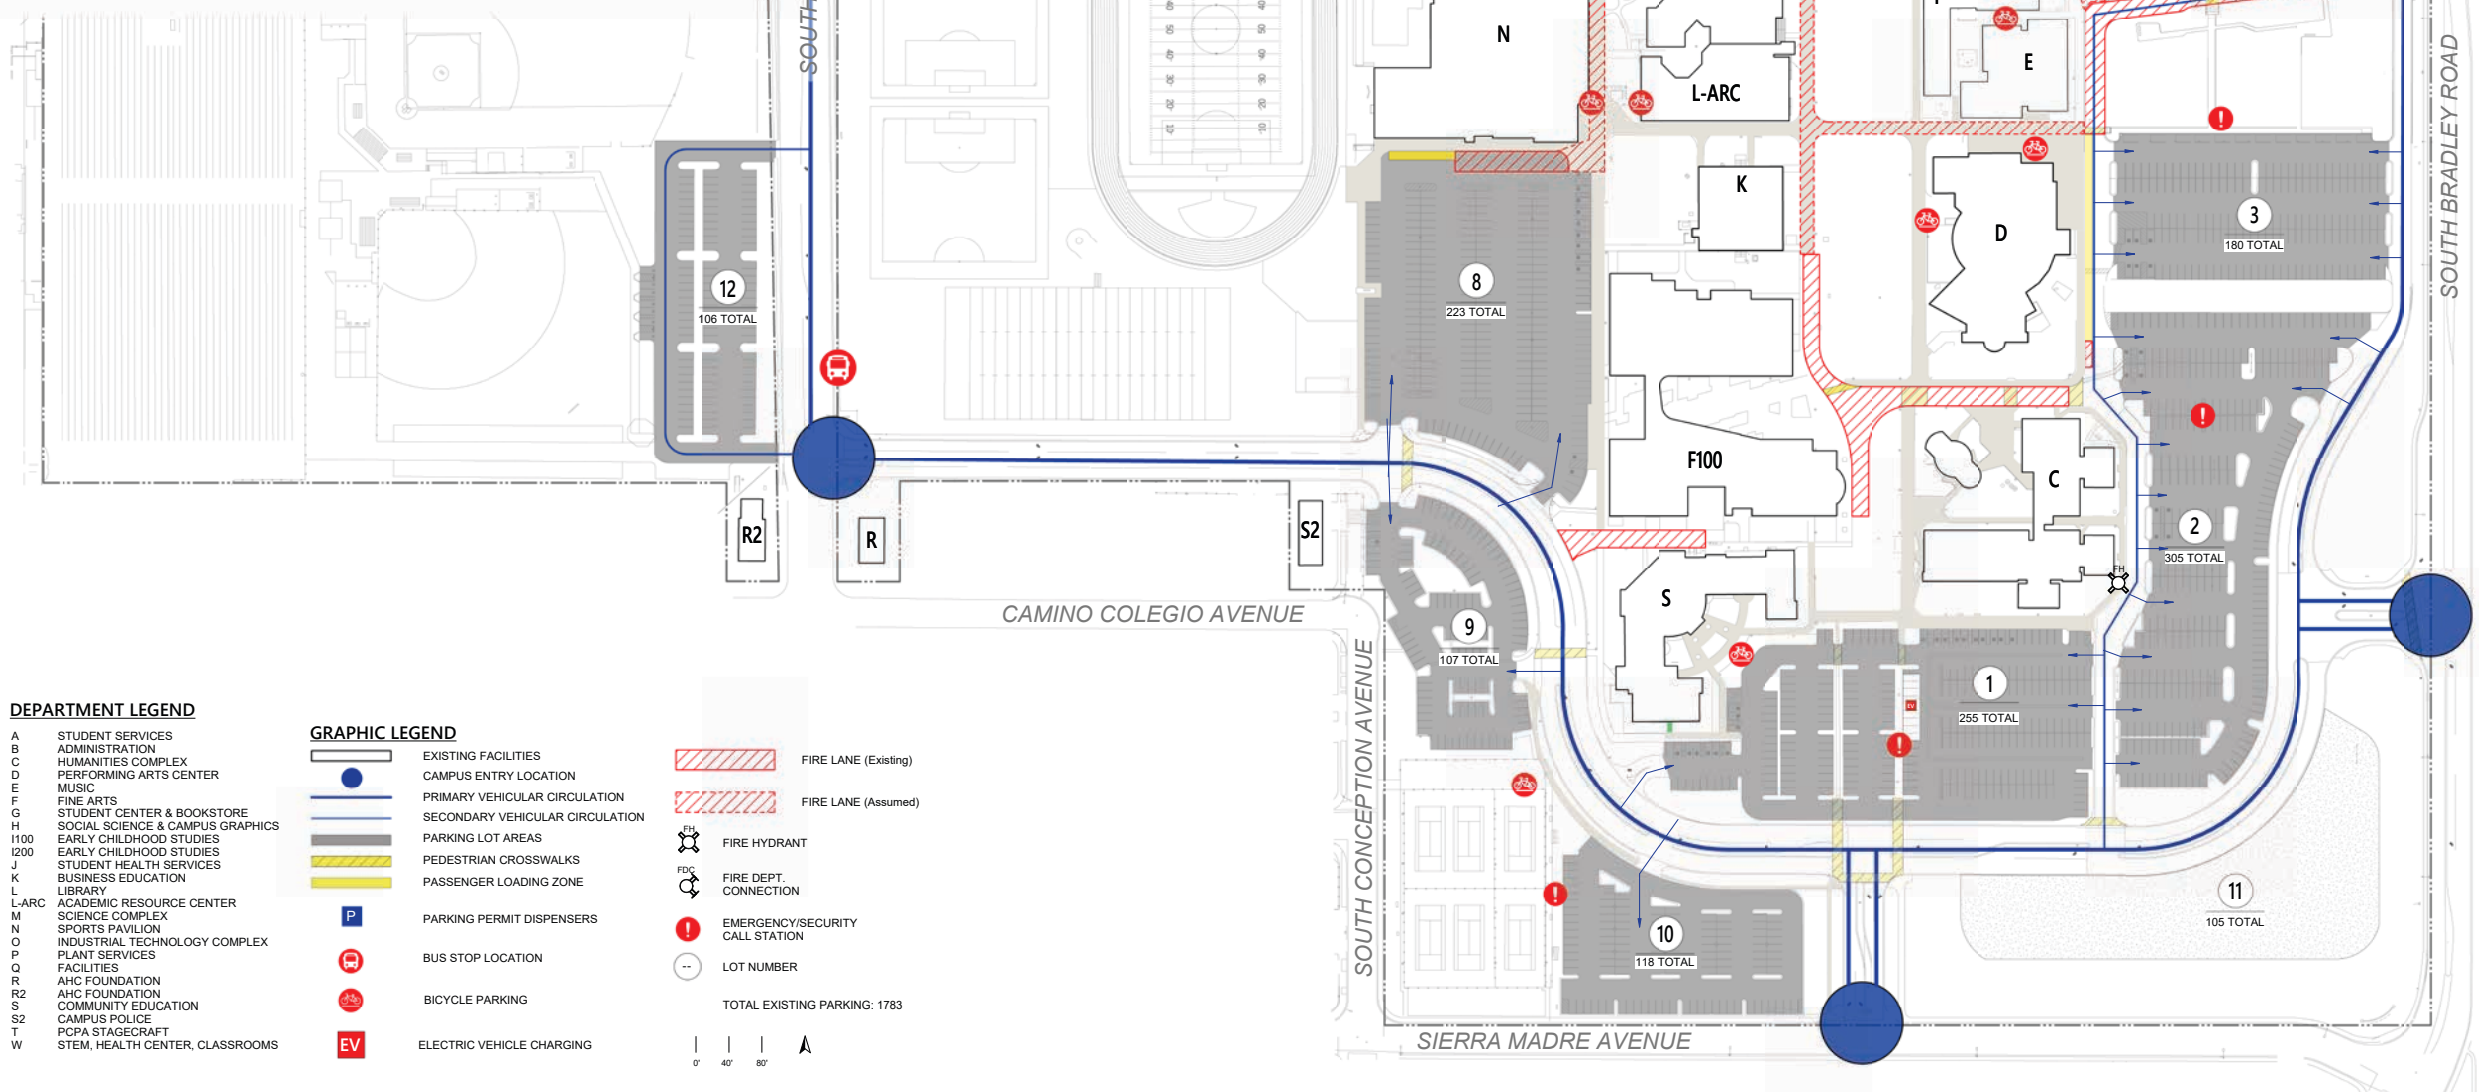 SOUTH
N
L-ARC
E
K
D
SOUTH BRADLEY ROAD
3
180 TOTAL
12
106 TOTAL
8
223 TOTAL
F100
C
2
305 TOTAL
FH
R2
R
S2
S
CAMINO COLEGIO AVENUE
9
107 TOTAL
1
255 TOTAL
EV
SOUTH CONCEPTION AVENUE
10
118 TOTAL
11
105 TOTAL
SIERRA MADRE AVENUE
DEPARTMENT LEGEND
A STUDENT SERVICES
B ADMINISTRATION
C HUMANITIES COMPLEX
D PERFORMING ARTS CENTER
E MUSIC
F FINE ARTS
G STUDENT CENTER & BOOKSTORE
H SOCIAL SCIENCE & CAMPUS GRAPHICS
I100 EARLY CHILDHOOD STUDIES
I200 EARLY CHILDHOOD STUDIES
J STUDENT HEALTH SERVICES
K BUSINESS EDUCATION
L LIBRARY
L-ARC ACADEMIC RESOURCE CENTER
M SCIENCE COMPLEX
N SPORTS PAVILION
O INDUSTRIAL TECHNOLOGY COMPLEX
P PLANT SERVICES
Q FACILITIES
R AHC FOUNDATION
R2 AHC FOUNDATION
S COMMUNITY EDUCATION
S2 CAMPUS POLICE
T PCPA STAGECRAFT
W STEM, HEALTH CENTER, CLASSROOMS
GRAPHIC LEGEND
EXISTING FACILITIES
CAMPUS ENTRY LOCATION
PRIMARY VEHICULAR CIRCULATION
SECONDARY VEHICULAR CIRCULATION
PARKING LOT AREAS
PEDESTRIAN CROSSWALKS
PASSENGER LOADING ZONE
P PARKING PERMIT DISPENSERS
BUS STOP LOCATION
BICYCLE PARKING
EV ELECTRIC VEHICLE CHARGING
FIRE LANE (Existing)
FIRE LANE (Assumed)
FH
FIRE HYDRANT
FDC
FIRE DEPT.
CONNECTION
! EMERGENCY/SECURITY
CALL STATION
-- LOT NUMBER
TOTAL EXISTING PARKING: 1783
0' 40' 80'